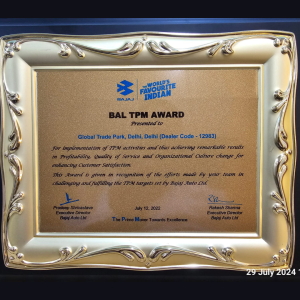 BAJAJ
THE WORLD'S
FAVOURITE
INDIAN
BAL TPM AWARD
Presented to
Global Trade Park, Delhi, Delhi (Dealer Code - 12963)
for implementation of TPM activities and thus achieving remarkable results
in Profitability, Quality of Service and Organizational Culture change for
enhancing Customer Satisfaction.
This Award is given in recognition of the efforts made by your team in
challenging and fulfilling the TPM targets set by Bajaj Auto Ltd.
Pradeep Shrivastava
Executive Director
Bajaj Auto Ltd
July 12, 2022
Rakesh Sharma
Executive Director
Bajaj Auto Ltd
The Prime Mover Towards Excellence
29 July 2024